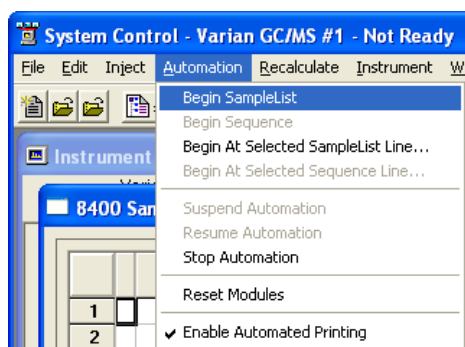 System Control - Varian GC/MS #1 - Not Ready
File Edit Inject Automation Recalculate Instrument W
Begin SampleList
Begin Sequence
Begin At Selected SampleList Line...
Begin At Selected Sequence Line...
Suspend Automation
Resume Automation
Stop Automation
Reset Modules
Enable Automated Printing
Instrument
8400 Sam
1
2